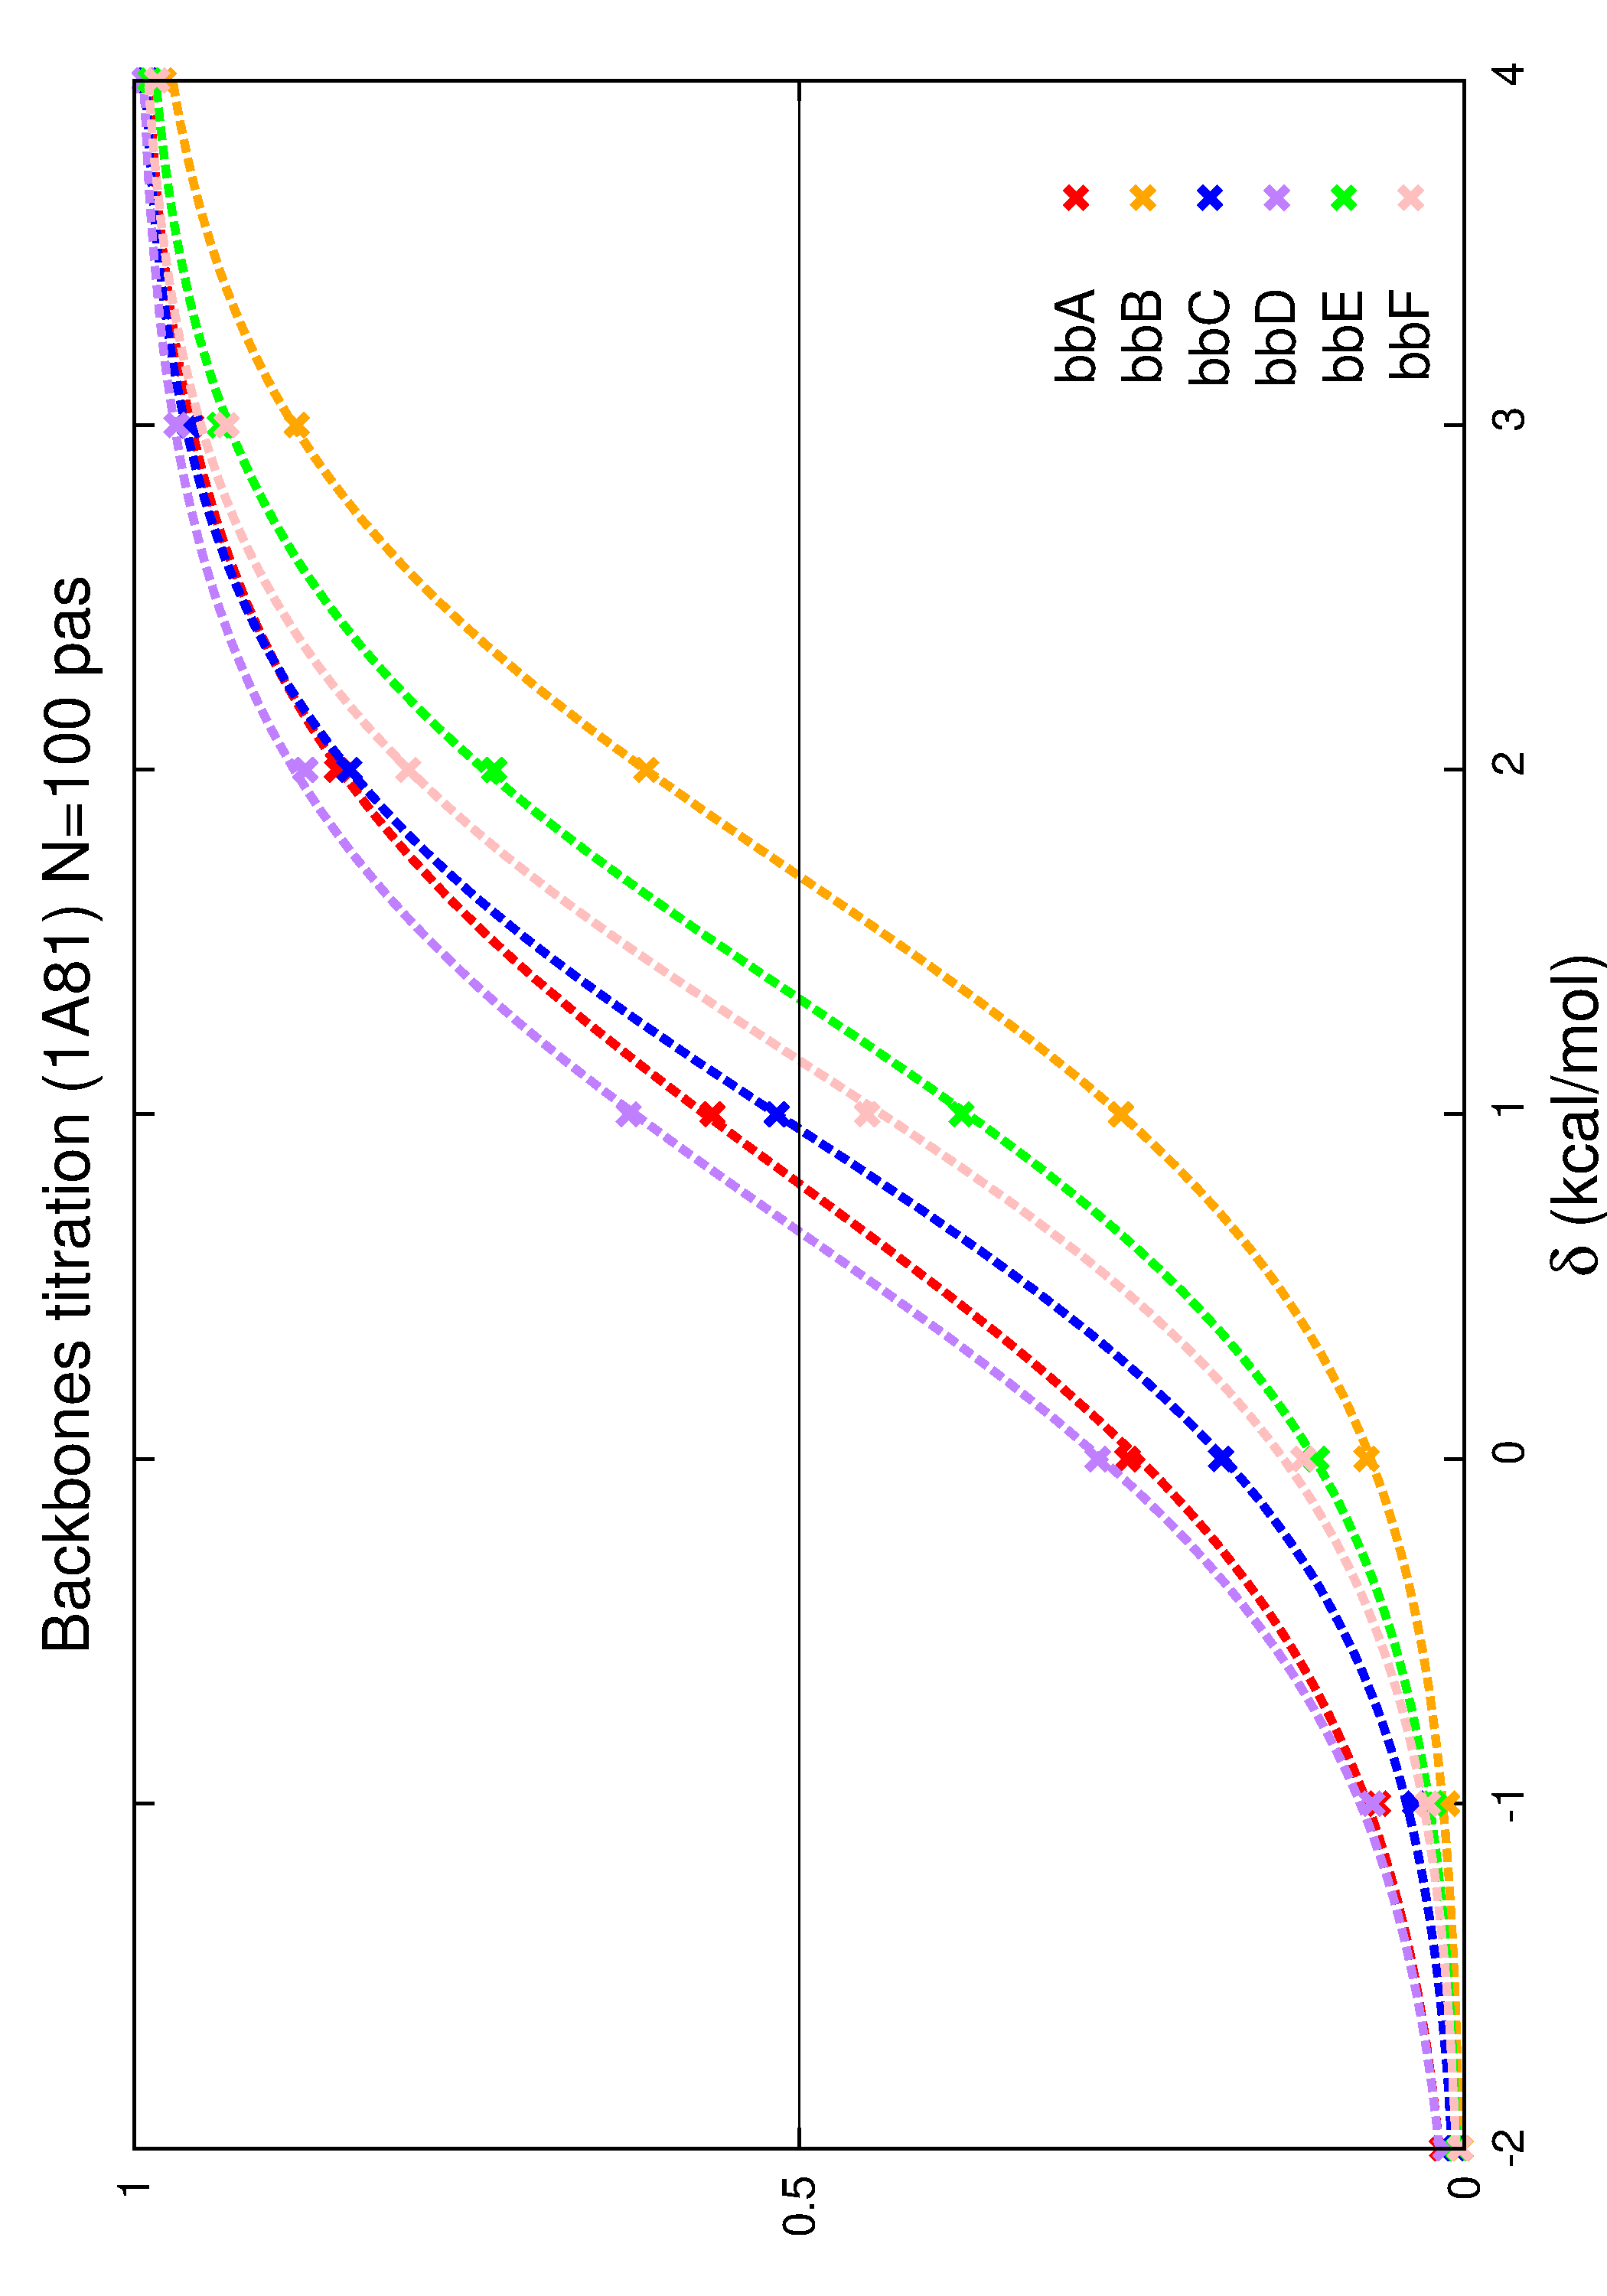 Backbones titration (1A81) N=100 pas
1
0.5
0
-2
-1
0
1
2
3
4
δ (kcal/mol)
bbA
bbB
bbC
bbD
bbE
bbF